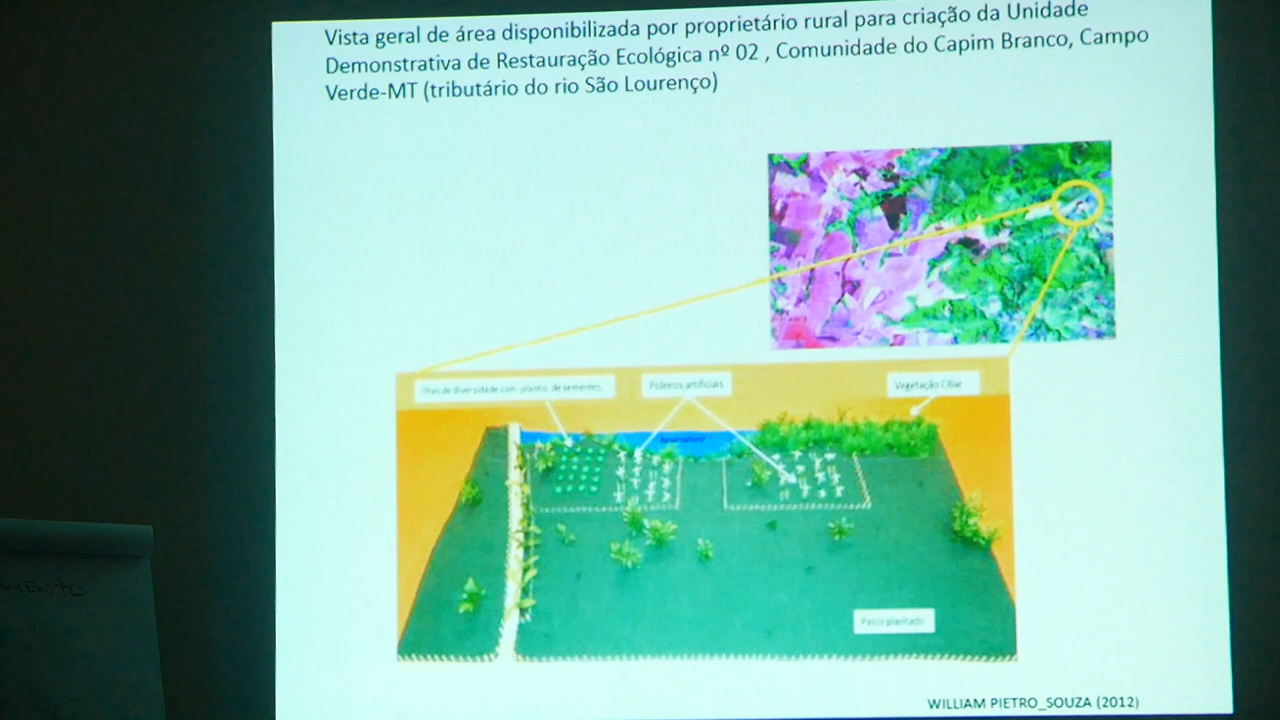 Vista geral de área disponibilizada por proprietário rural para criação da Unidade
Demonstrativa de Restauração Ecológica nº 02 , Comunidade do Capim Branco, Campo
Verde-MT (tributário do rio São Lourenço)
Ilhas de diversidade com plantio de sementes
Poleiros artificiais
Vegetação Ciliar
Pasto plantado
WILLIAM PIETRO_SOUZA (2012)